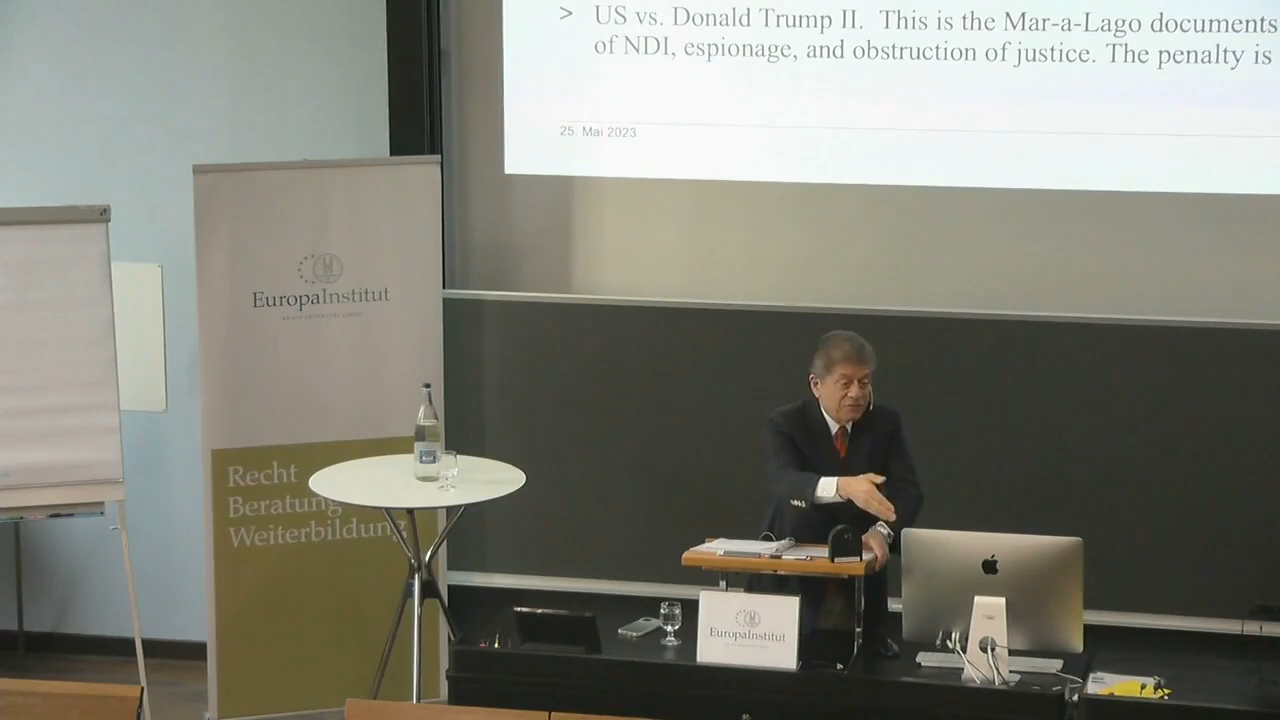 > US vs. Donald Trump II. This is the Mar-a-Lago documents
of NDI, espionage, and obstruction of justice. The penalty is
25. Mai 2023
EuropaInstitut
Recht
Beratung
Weiterbildung
EuropaInstitut